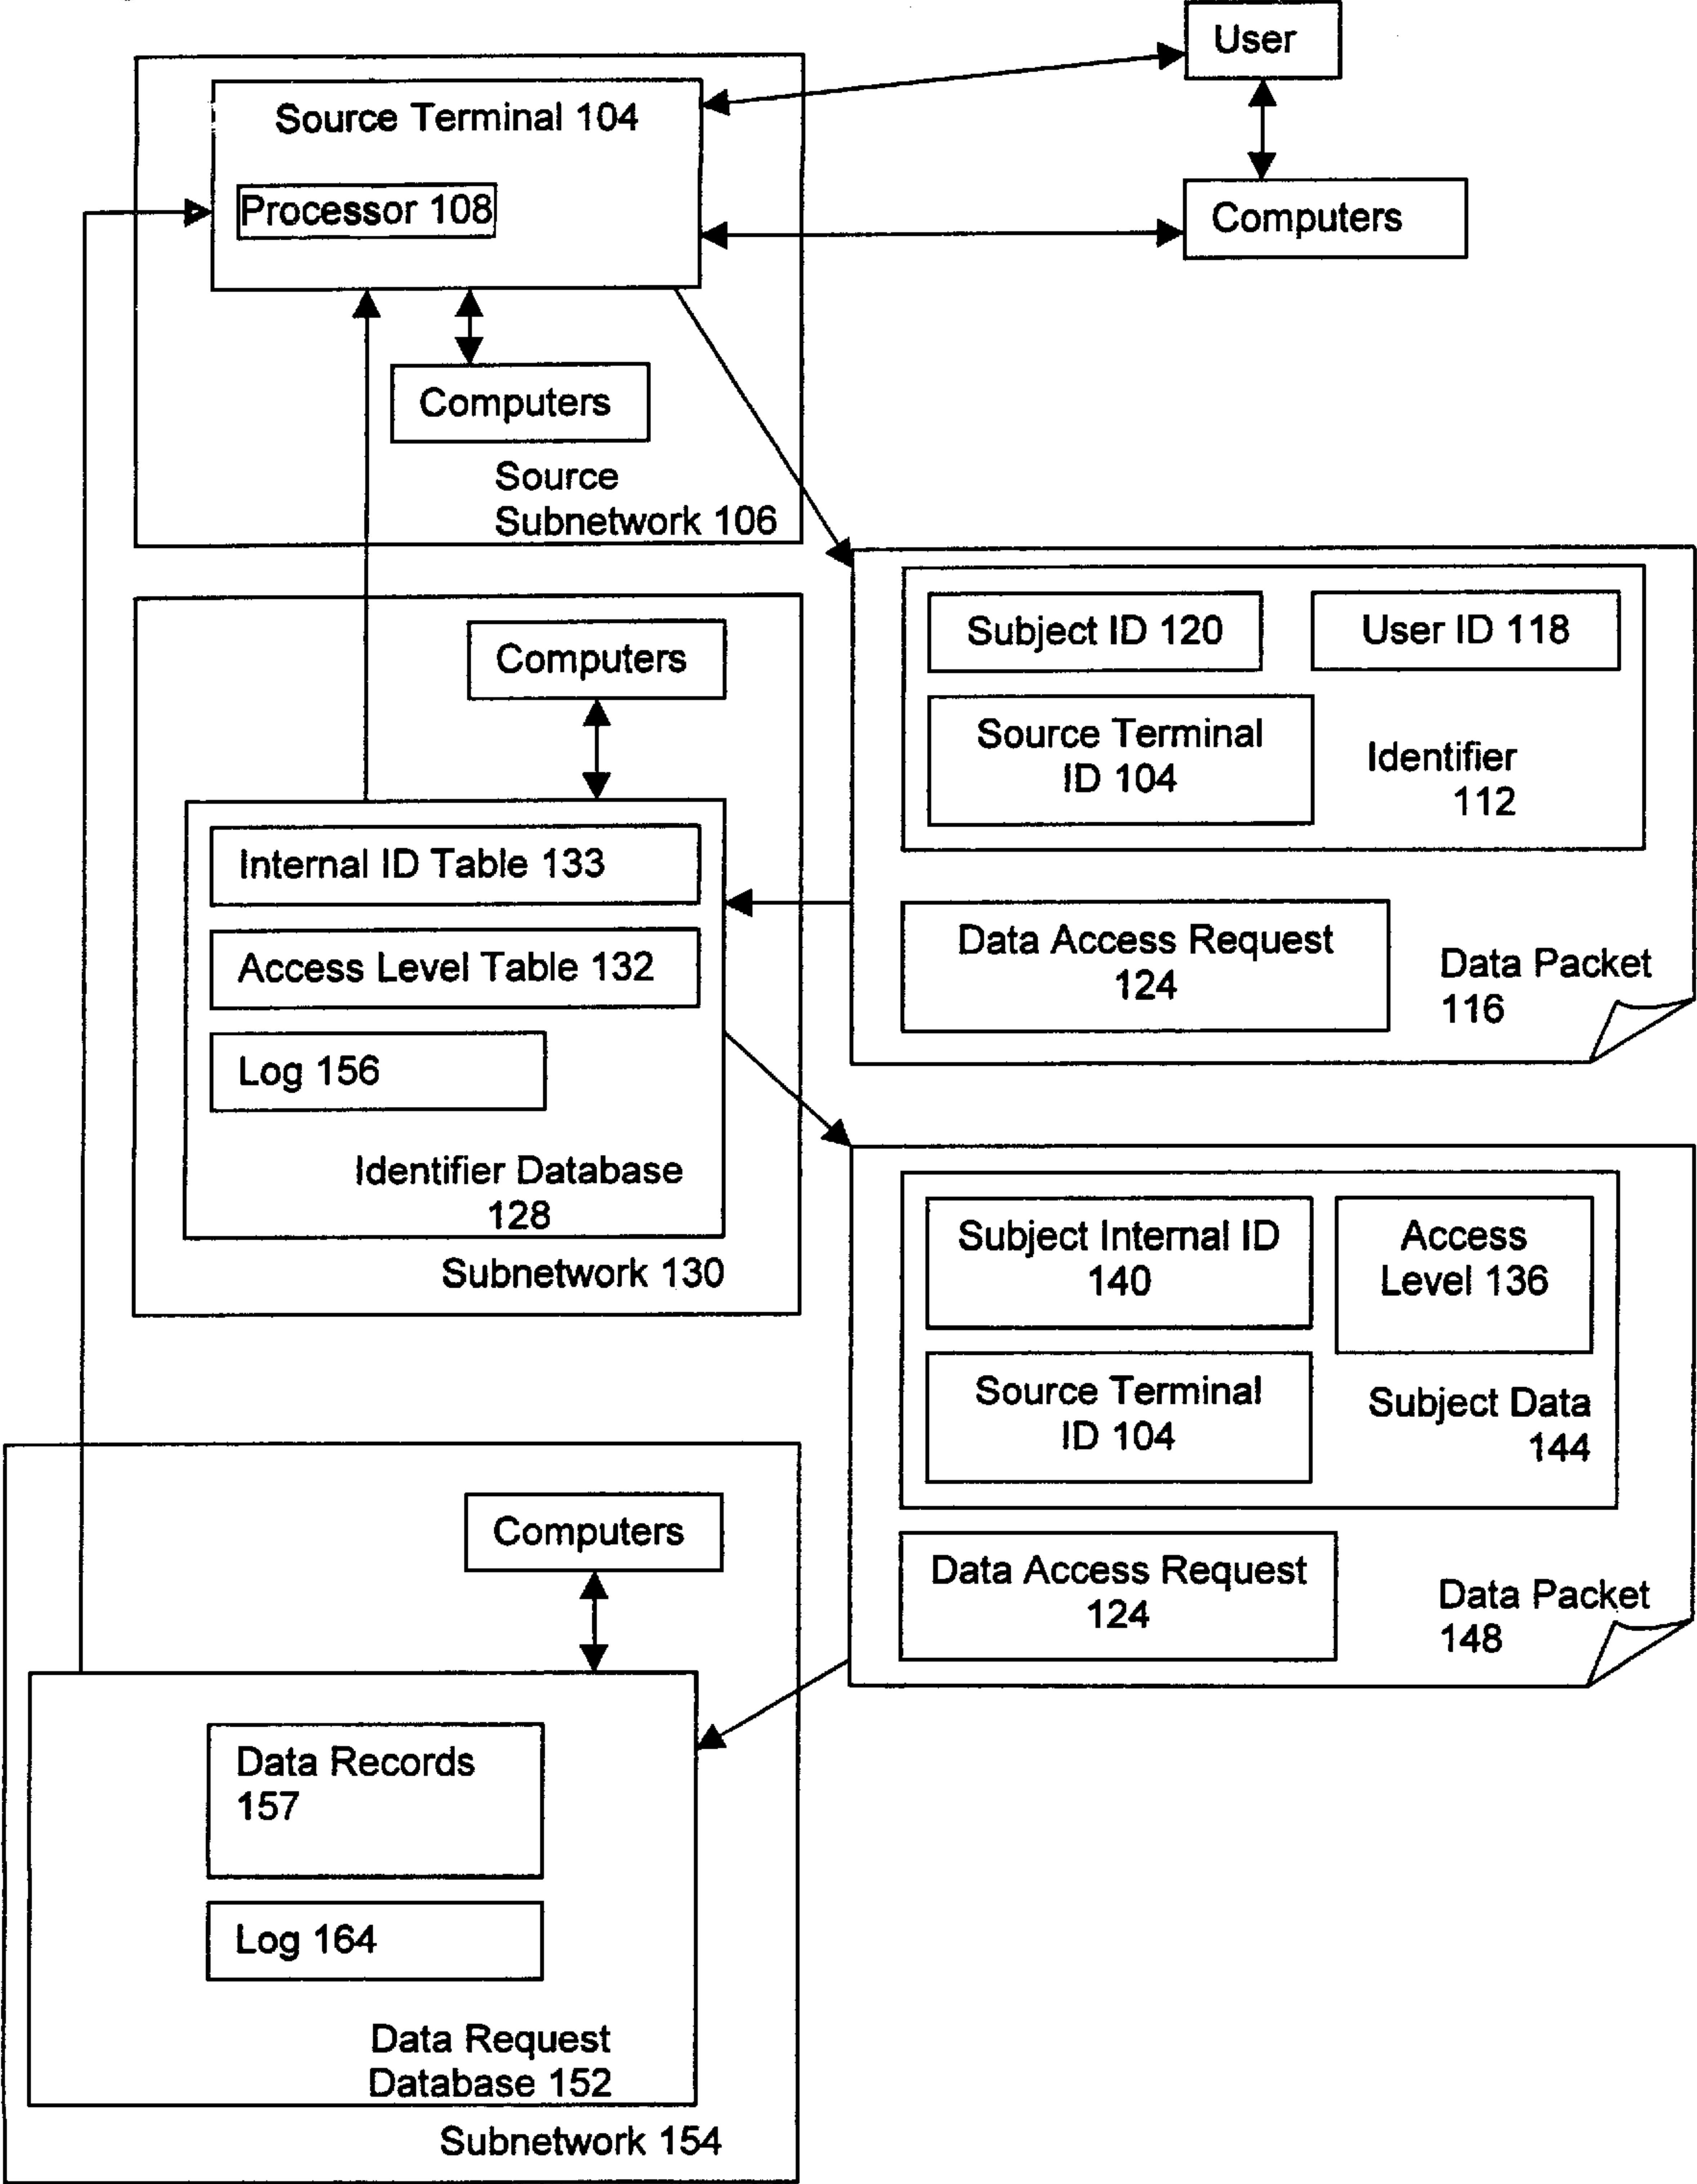 User
Source Terminal 104
Processor 108
Computers
Computers
Source
Subnetwork 106
Subject ID 120
User ID 118
Source Terminal
ID 104
Identifier
112
Data Access Request
124
Data Packet
116
Computers
Internal ID Table 133
Access Level Table 132
Log 156
Identifier Database
128
Subnetwork 130
Subject Internal ID
140
Access
Level 136
Source Terminal
ID 104
Subject Data
144
Data Access Request
124
Data Packet
148
Computers
Data Records
157
Log 164
Data Request
Database 152
Subnetwork 154